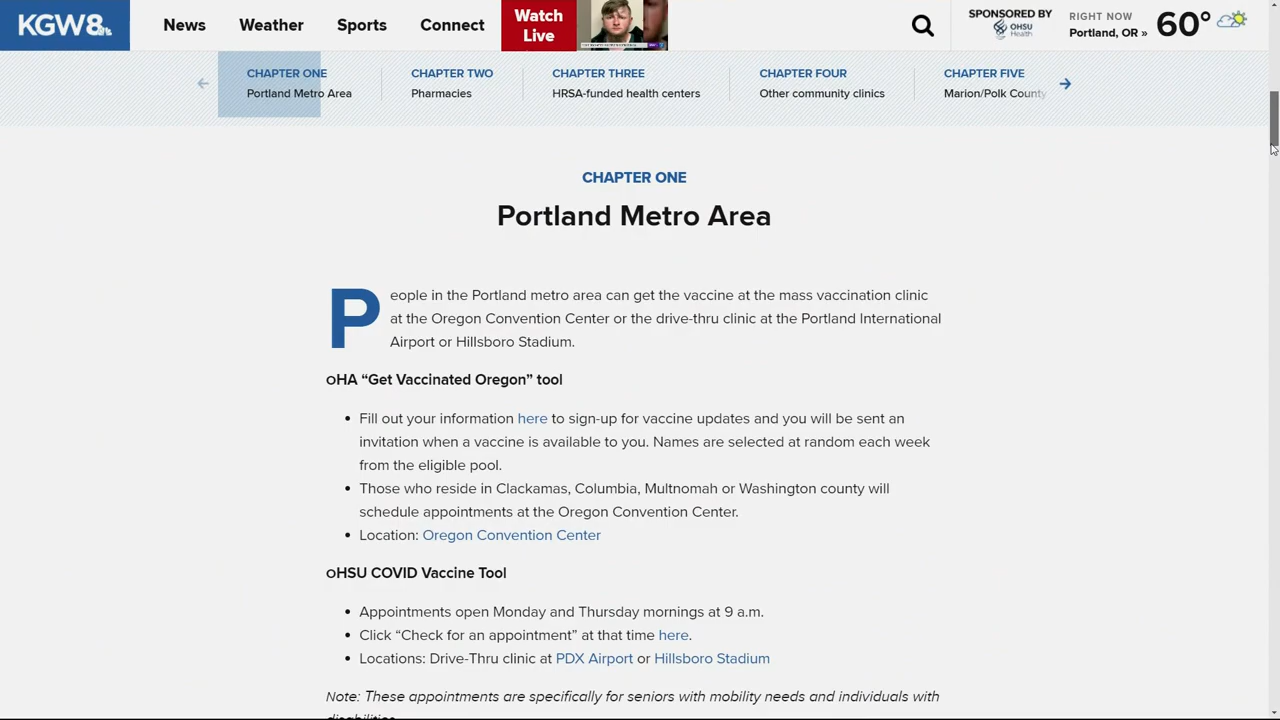 KGW8
News
Weather
Sports
Connect
Watch
Live
SPONSORED BY
OHSU
Health
RIGHT NOW
Portland, OR »
60°
CHAPTER ONE
Portland Metro Area
CHAPTER TWO
Pharmacies
CHAPTER THREE
HRSA-funded health centers
CHAPTER FOUR
Other community clinics
CHAPTER FIVE
Marion/Polk County
CHAPTER ONE
Portland Metro Area
People in the Portland metro area can get the vaccine at the mass vaccination clinic
at the Oregon Convention Center or the drive-thru clinic at the Portland International
Airport or Hillsboro Stadium.
OHA “Get Vaccinated Oregon” tool
• Fill out your information here to sign-up for vaccine updates and you will be sent an
invitation when a vaccine is available to you. Names are selected at random each week
from the eligible pool.
• Those who reside in Clackamas, Columbia, Multnomah or Washington county will
schedule appointments at the Oregon Convention Center.
• Location: Oregon Convention Center
OHSU COVID Vaccine Tool
• Appointments open Monday and Thursday mornings at 9 a.m.
• Click “Check for an appointment” at that time here.
• Locations: Drive-Thru clinic at PDX Airport or Hillsboro Stadium
Note: These appointments are specifically for seniors with mobility needs and individuals with
disabilities.